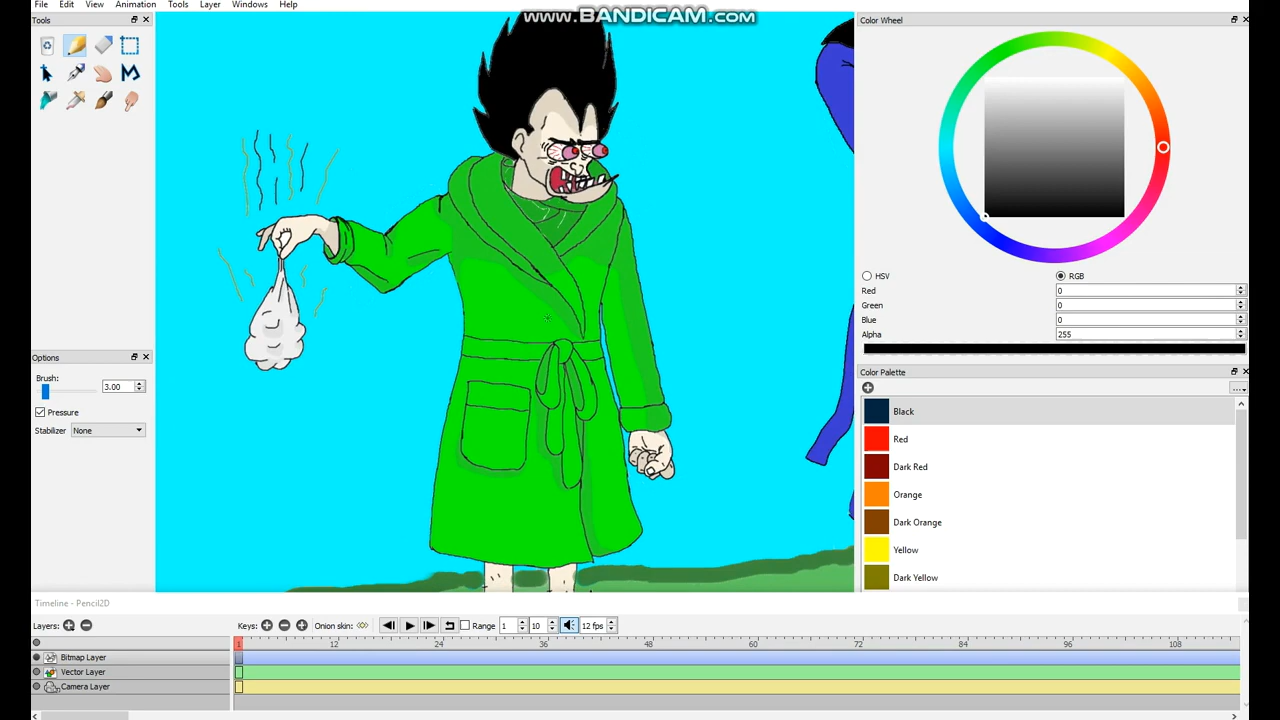 File Edit View Animation Tools Layer Windows Help
www.BANDICAM.com
Tools
Color Wheel
HSV RGB
Red 0
Green 0
Blue 0
Alpha 255
Options
Brush: 3.00
Pressure
Stabilizer None
Color Palette
...
Black
Red
Dark Red
Orange
Dark Orange
Yellow
Dark Yellow
Timeline - Pencil2D
Layers: Keys: Onion skin: Range 1 10 12 fps
1 12 24 36 48 60 72 84 96 108
Bitmap Layer
Vector Layer
Camera Layer